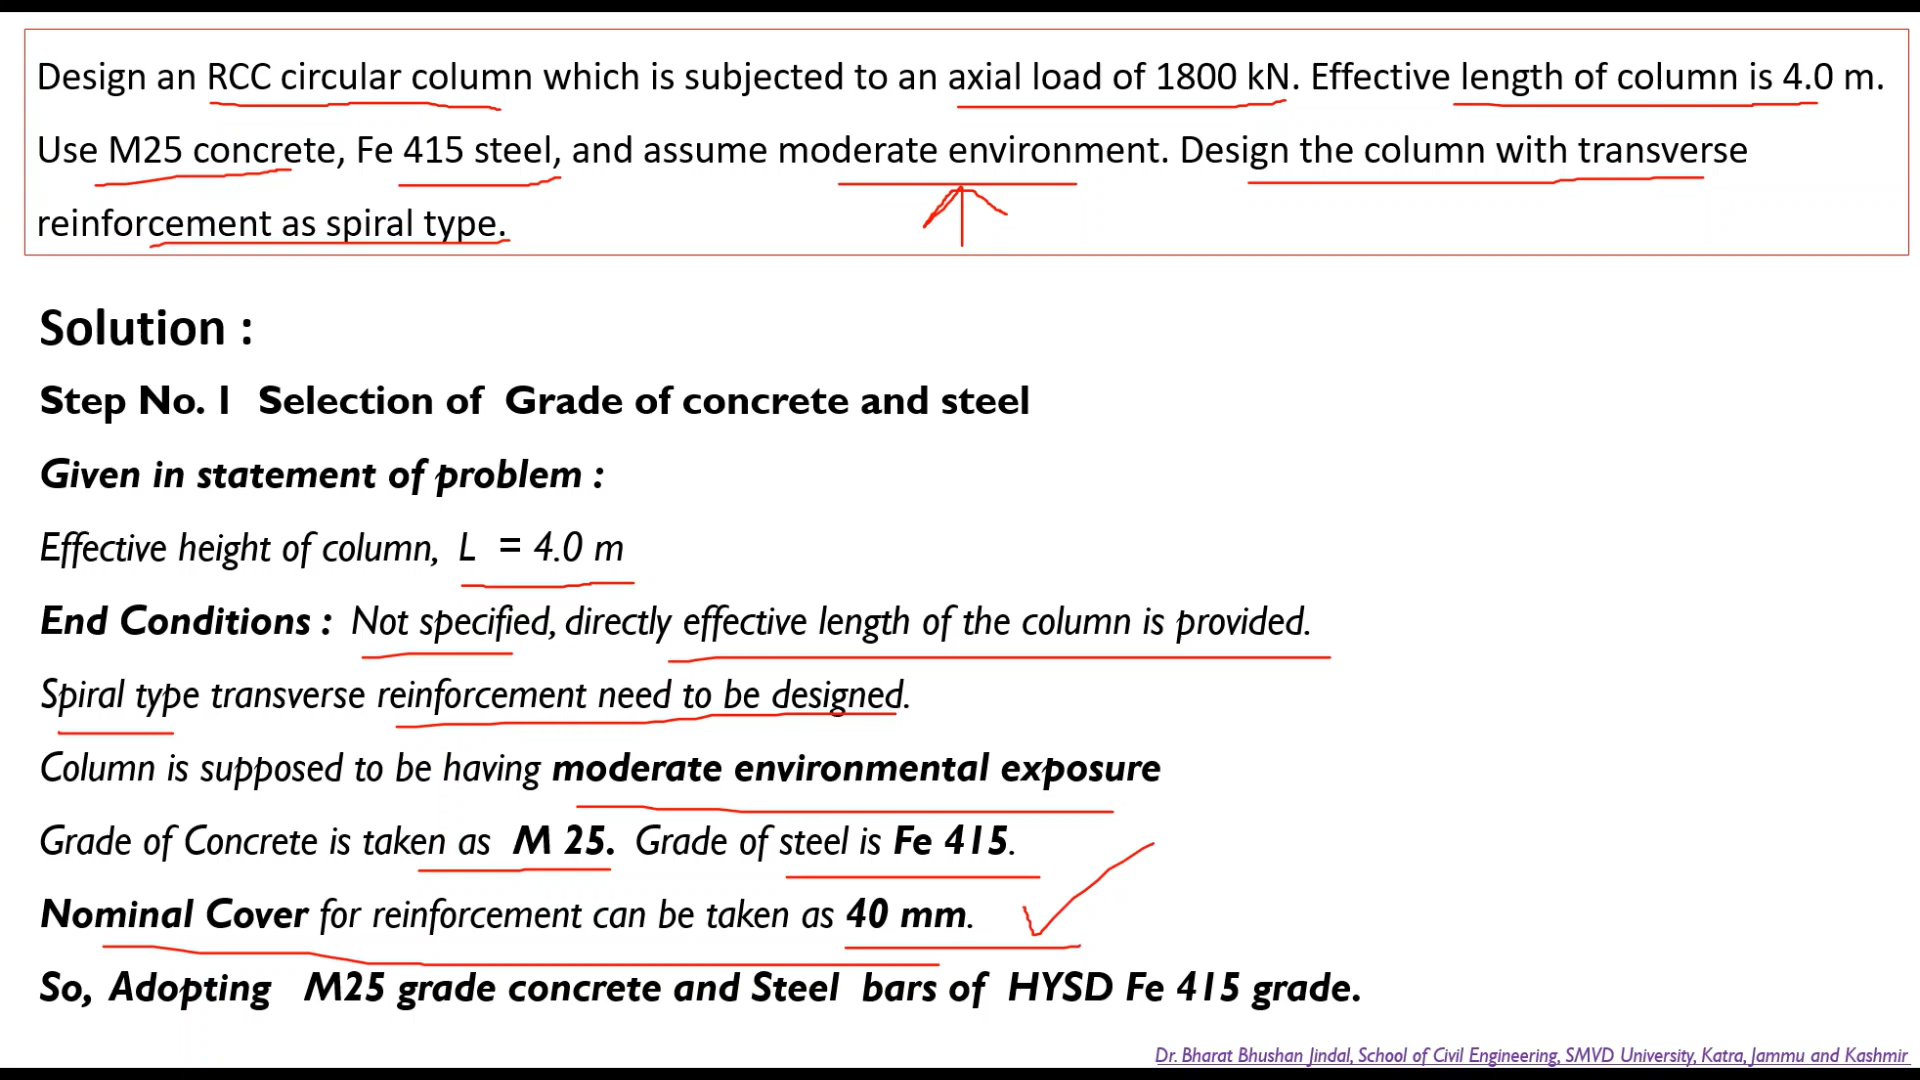 Design an RCC circular column which is subjected to an axial load of 1800 kN. Effective length of column is 4.0 m.
Use M25 concrete, Fe 415 steel, and assume moderate environment. Design the column with transverse
reinforcement as spiral type.
Solution :
Step No. 1 Selection of Grade of concrete and steel
Given in statement of problem :
Effective height of column, L = 4.0 m
End Conditions : Not specified, directly effective length of the column is provided.
Spiral type transverse reinforcement need to be designed.
Column is supposed to be having moderate environmental exposure
Grade of Concrete is taken as M 25. Grade of steel is Fe 415.
Nominal Cover for reinforcement can be taken as 40 mm.
So, Adopting M25 grade concrete and Steel bars of HYSD Fe 415 grade.
Dr. Bharat Bhushan Jindal, School of Civil Engineering, SMVD University, Katra, Jammu and Kashmir